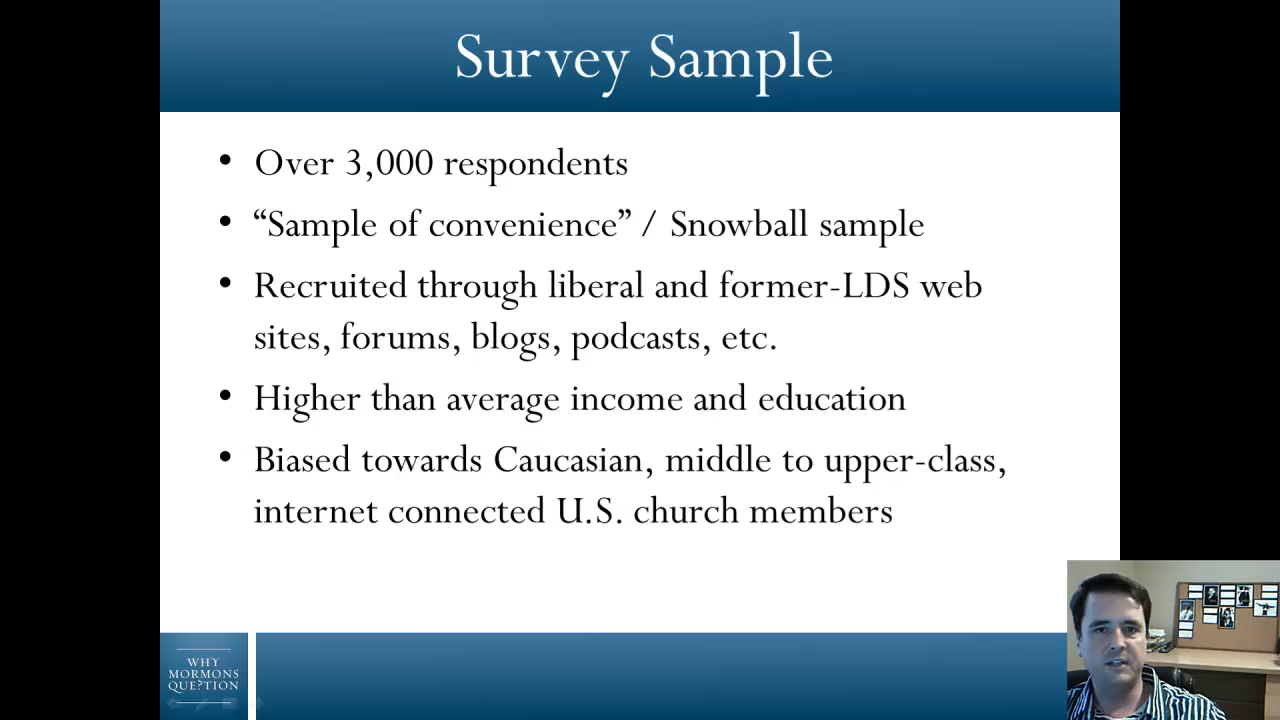 Survey Sample
• Over 3,000 respondents
• “Sample of convenience” / Snowball sample
• Recruited through liberal and former-LDS web
sites, forums, blogs, podcasts, etc.
• Higher than average income and education
• Biased towards Caucasian, middle to upper-class,
internet connected U.S. church members
WHY
MORMONS
QUE?TION